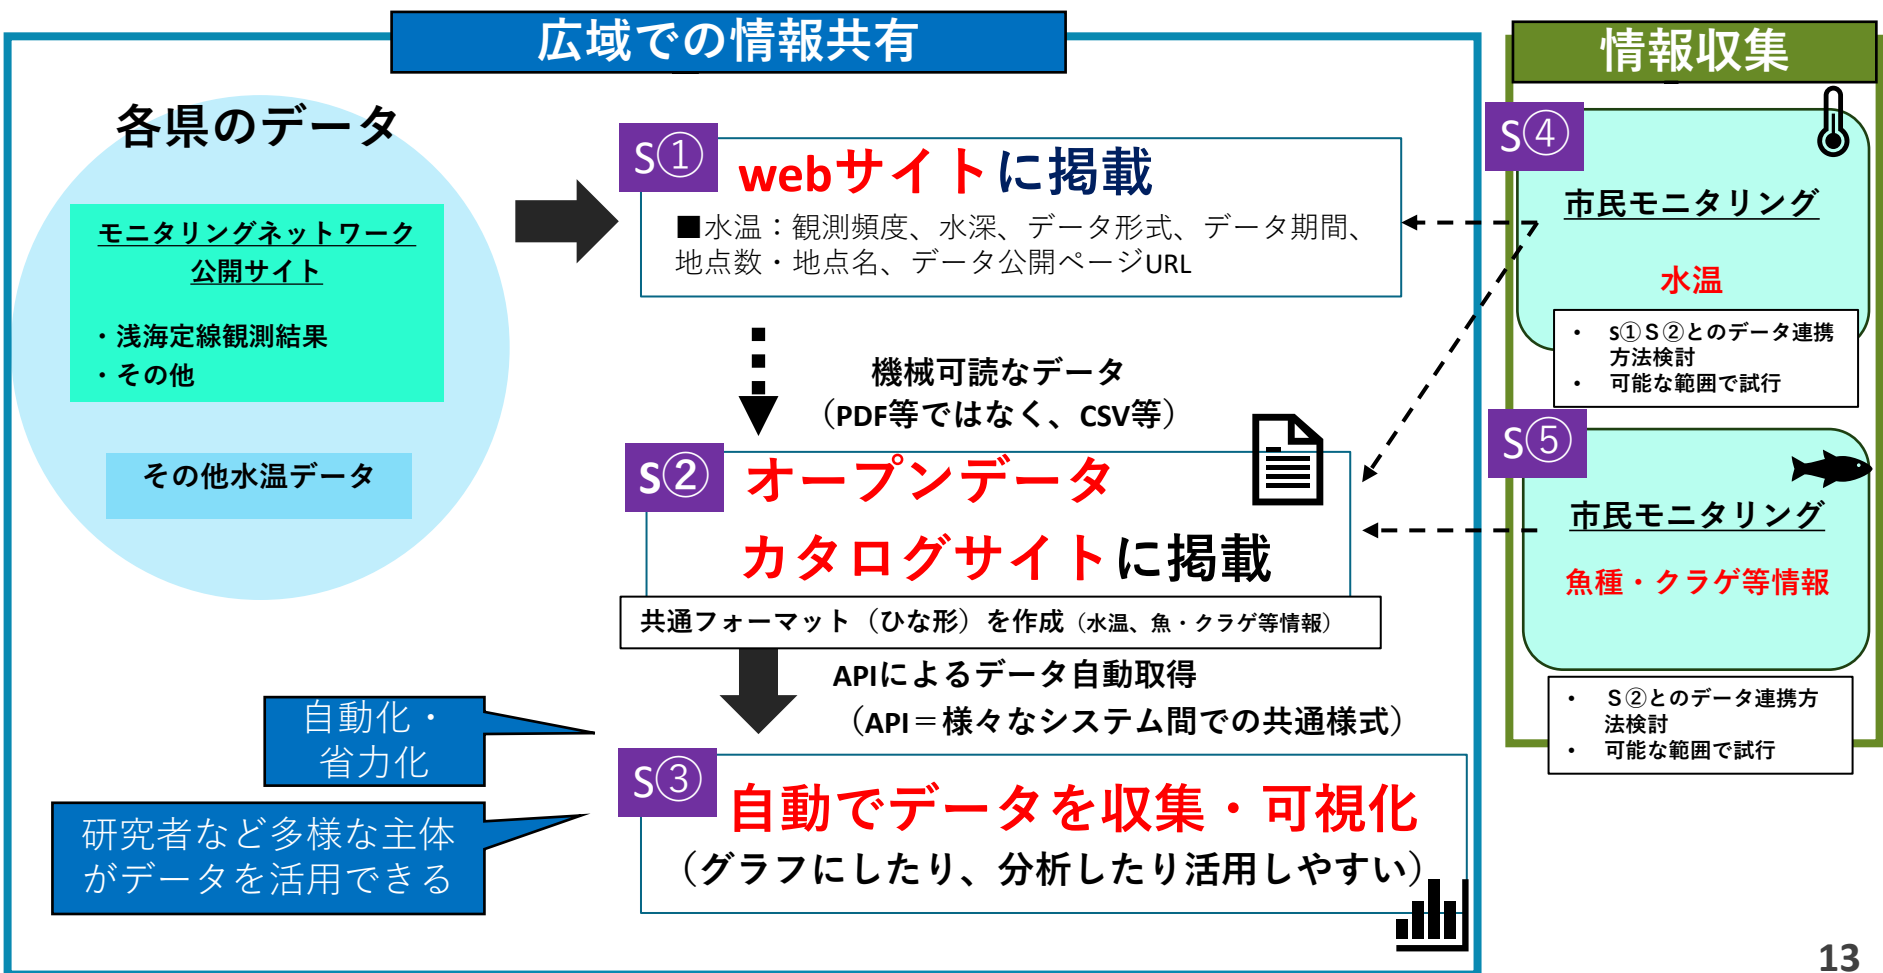 広域での情報共有
各県のデータ
モニタリングネットワーク
公開サイト
・浅海定線観測結果
・その他
その他水温データ
S①
webサイトに掲載
■水温：観測頻度、水深、データ形式、データ期間、
地点数・地点名、データ公開ページURL
機械可読なデータ
（PDF等ではなく、CSV等）
S②
オープンデータ
カタログサイトに掲載
共通フォーマット（ひな形）を作成（水温、魚・クラゲ等情報）
APIによるデータ自動取得
（API＝様々なシステム間での共通様式）
自動化・
省力化
研究者など多様な主体
がデータを活用できる
S③
自動でデータを収集・可視化
（グラフにしたり、分析したり活用しやすい）
情報収集
S④
市民モニタリング
水温
・ S①Ｓ②とのデータ連携
方法検討
・ 可能な範囲で試行
S⑤
市民モニタリング
魚種・クラゲ等情報
・ Ｓ②とのデータ連携方
法検討
・ 可能な範囲で試行
13